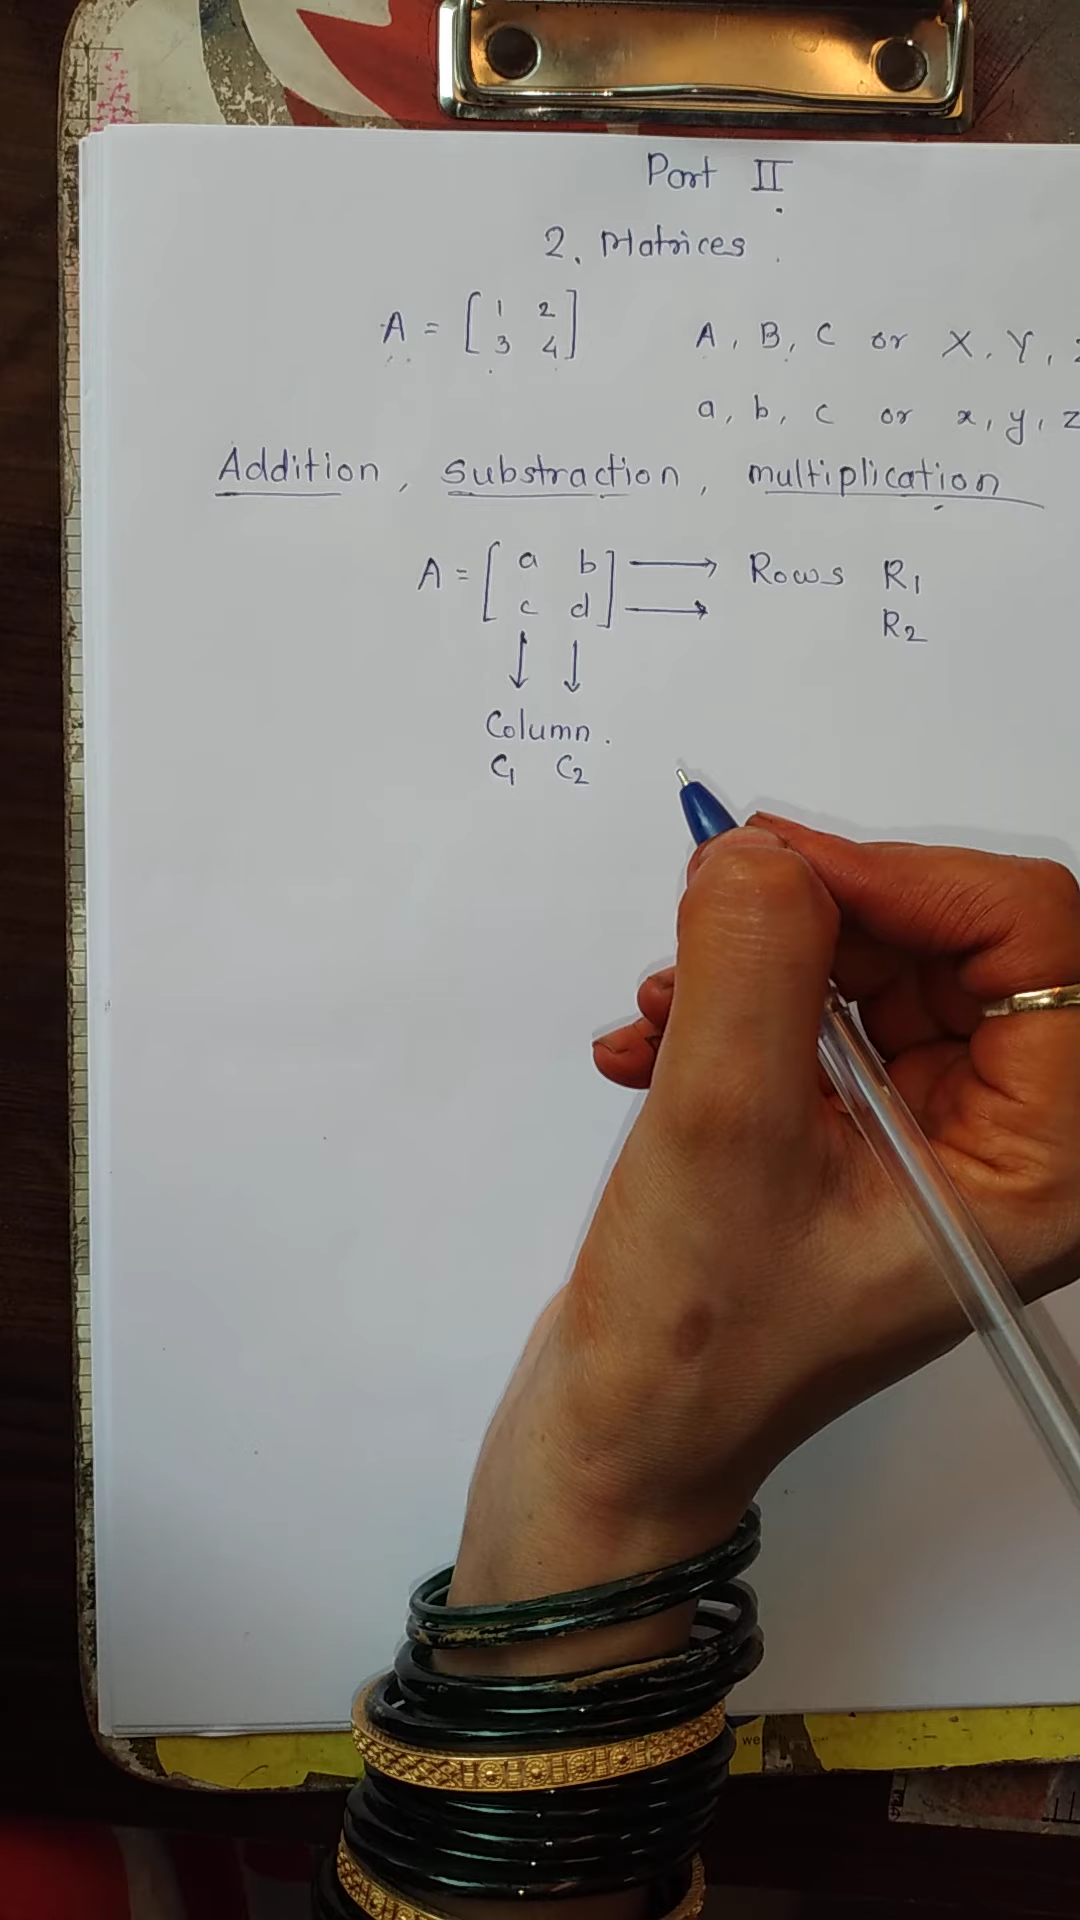 Part II
2. Matrices.
A = [ 1 2
3 4 ]
A, B, C or X, Y,
a, b, c or x, y, z
Addition, Substraction, multiplication
A = [ a b ] → Rows R1
[ c d ] → R2
↓ ↓
Column.
C1 C2
we